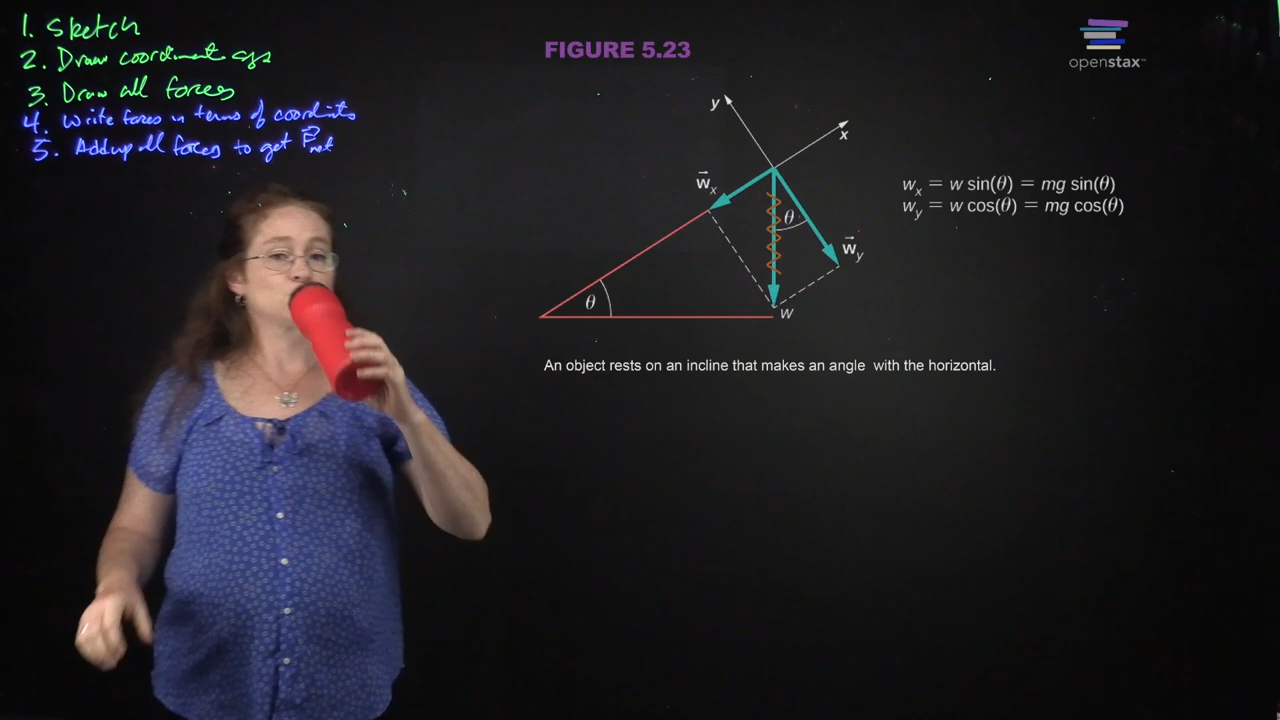 1. Sketch
2. Draw coordinate sys
3. Draw all forces
4. Write forces in terms of coordinats
5. Add up all forces to get F⃗net
FIGURE 5.23
openstax™
y
x
w⃗x
θ
w⃗y
θ
w
wx = w sin(θ) = mg sin(θ)
wy = w cos(θ) = mg cos(θ)
An object rests on an incline that makes an angle with the horizontal.